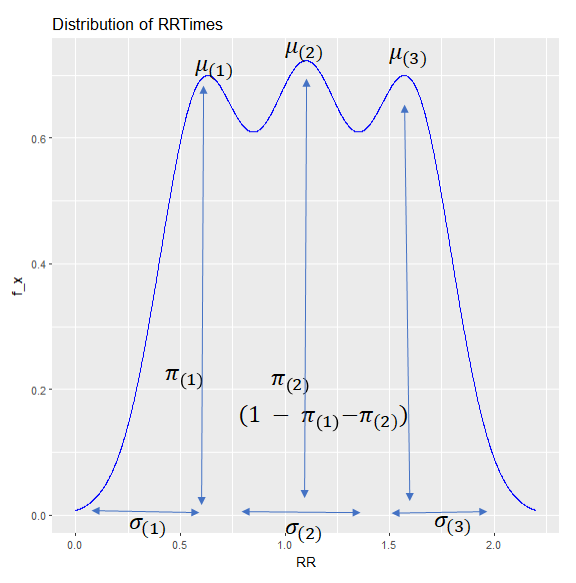 Distribution of RRTimes
μ(1) μ(2) μ(3)
0.6
0.4
f_x
π(1) π(2)
0.2
(1 − π(1)−π(2))
0.0
σ(1) σ(2) σ(3)
0.0 0.5 1.0 1.5 2.0
RR